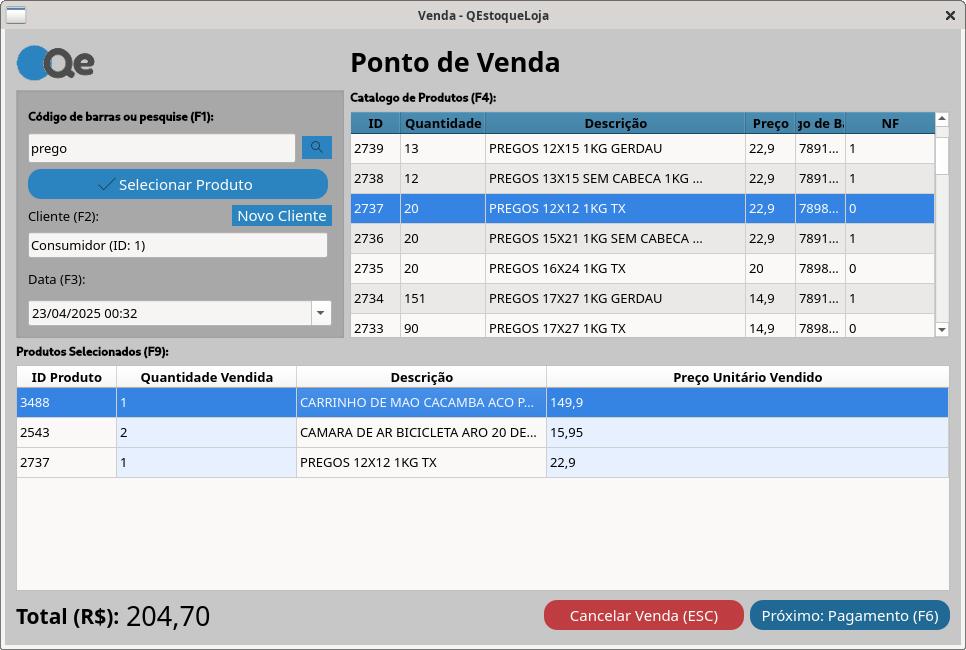 Venda - QEstoqueLoja
Qe
Ponto de Venda
Código de barras ou pesquise (F1):
prego
Selecionar Produto
Cliente (F2): Novo Cliente
Consumidor (ID: 1)
Data (F3):
23/04/2025 00:32
Catalogo de Produtos (F4):
ID Quantidade Descrição Preço go de Ba NF
2739 13 PREGOS 12X15 1KG GERDAU 22,9 7891... 1
2738 12 PREGOS 13X15 SEM CABECA 1KG ... 22,9 7891... 1
2737 20 PREGOS 12X12 1KG TX 22,9 7898... 0
2736 20 PREGOS 15X21 1KG SEM CABECA ... 22,9 7891... 1
2735 20 PREGOS 16X24 1KG TX 20 7898... 0
2734 151 PREGOS 17X27 1KG GERDAU 14,9 7891... 1
2733 90 PREGOS 17X27 1KG TX 14,9 7898... 0
Produtos Selecionados (F9):
ID Produto Quantidade Vendida Descrição Preço Unitário Vendido
3488 1 CARRINHO DE MAO CACAMBA ACO P... 149,9
2543 2 CAMARA DE AR BICICLETA ARO 20 DE... 15,95
2737 1 PREGOS 12X12 1KG TX 22,9
Total (R$): 204,70
Cancelar Venda (ESC)
Próximo: Pagamento (F6)